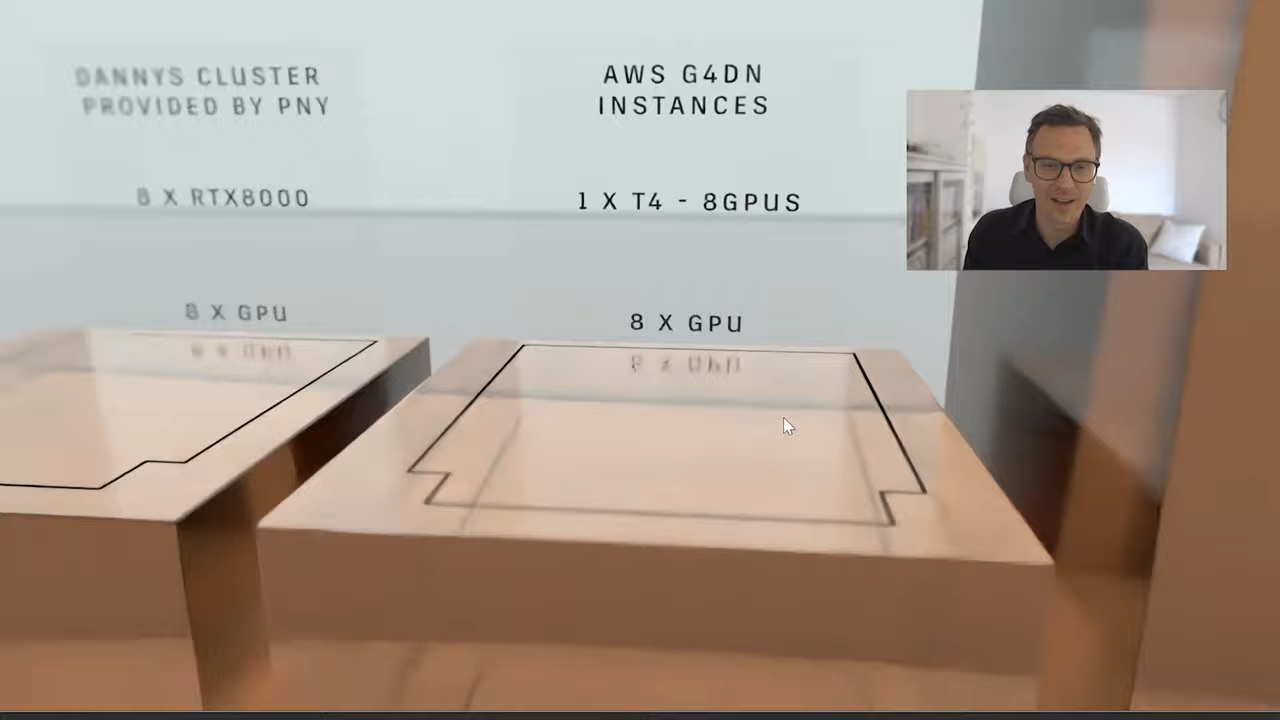 DANNYS CLUSTER
PROVIDED BY PNY
8 X RTX8000
8 X GPU
AWS G4DN
INSTANCES
1 X T4 - 8GPUS
8 X GPU